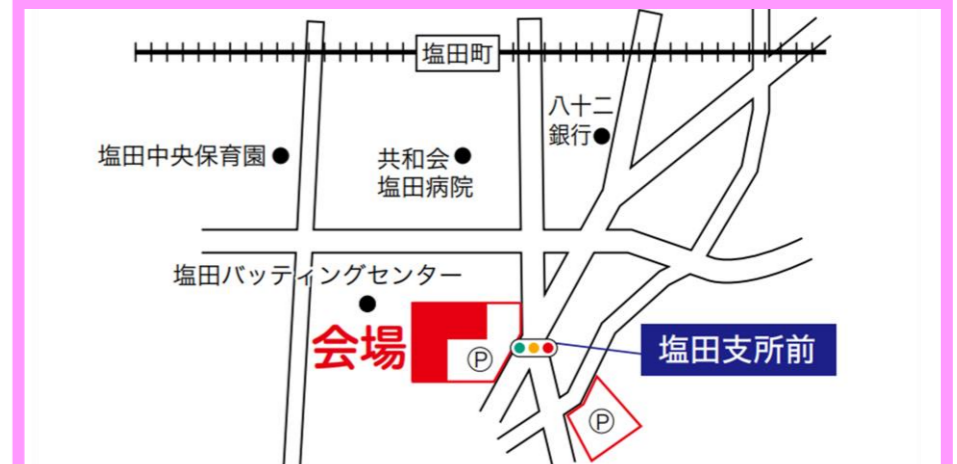 塩田町
八十二
銀行
塩田中央保育園
共和会
塩田病院
塩田バッティングセンター
会場
P
塩田支所前
P